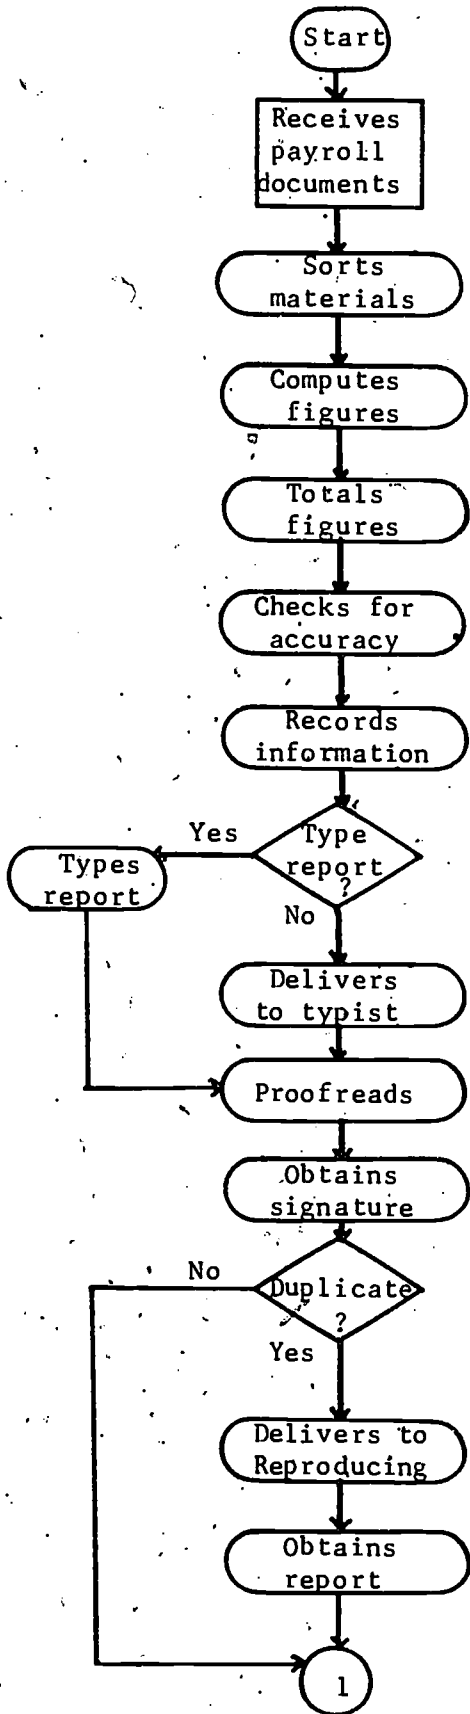 Start
Receives
payroll
documents
Sorts
materials
Computes
figures
Totals
figures
Checks for
accuracy
Records
information
Yes
Type
report
?
Types
report
No
Delivers
to typist
Proofreads
Obtains
signature
No
Duplicate
?
Yes
Delivers to
Reproducing
Obtains
report
1